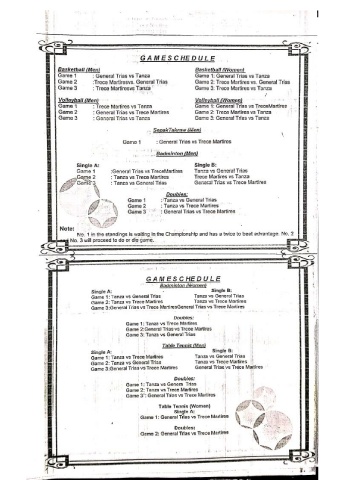 GAMESCHEDULE
Basketball (Men) Basketball (Women)
Game 1 : General Trias vs Tanza Game 1: General Trias vs Tanza
Game 2 :Trece Martires vs. General Trias Game 2: Trece Martires vs. General Trias
Game 3 : Trece Martires vs Tanza Game 3: Trece Martires vs Tanza
Volleyball (Men) Volleyball (Women)
Game 1 : Trece Martires vs Tanza Game 1: General Trias vs Trece Martires
Game 2 : General Trias vs Trece Martires Game 2: Trece Martires vs Tanza
Game 3 : General Trias vs Tanza Game 3: General Trias vs Tanza
SepakTakraw (Men)
Game 1 : General Trias vs Trece Martires
Badminton (Men)
Single A: Single B:
Game 1 :General Trias vs TreceMartires Tanza vs General Trias
Game 2 : Tanza vs Trece Martires Trece Martires vs Tanza
Game 3 : Tanza vs General Trias General Trias vs Trece Martires
Doubles:
Game 1 : Tanza vs General Trias
Game 2 : Tanza vs Trece Martires
Game 3 : General Trias vs Trece Martires
Note:
No. 1 in the standings is waiting in the Championship and has a twice to beat advantage. No. 2
No. 3 will proceed to do or die game.
GAMESCHEDULE
Badminton (Women)
Single A: Single B:
Game 1: Tanza vs General Trias Tanza vs General Trias
Game 2: Tanza vs Trece Martires Tanza vs Trece Martires
Game 3:General Trias vs Trece Martires General Trias vs Trece Martires
Doubles:
Game 1: Tanza vs Trece Martires
Game 2:General Trias vs Trece Martires
Game 3: Tanza vs General Trias
Table Tennis (Men)
Single A: Single B:
Game 1: Tanza vs Trece Martires Tanza vs General Trias
Game 2: Tanza vs General Trias Tanza vs Trece Martires
Game 3:General Trias vs Trece Martires General Trias vs Trece Martires
Doubles:
Game 1: Tanza vs General Trias
Game 2: Tanza vs Trece Martires
Game 3: General Trias vs Trece Martires
Table Tennis (Women)
Single A:
Game 1: General Trias vs Trece Martires
Doubles:
Game 2: General Trias vs Trece Martires